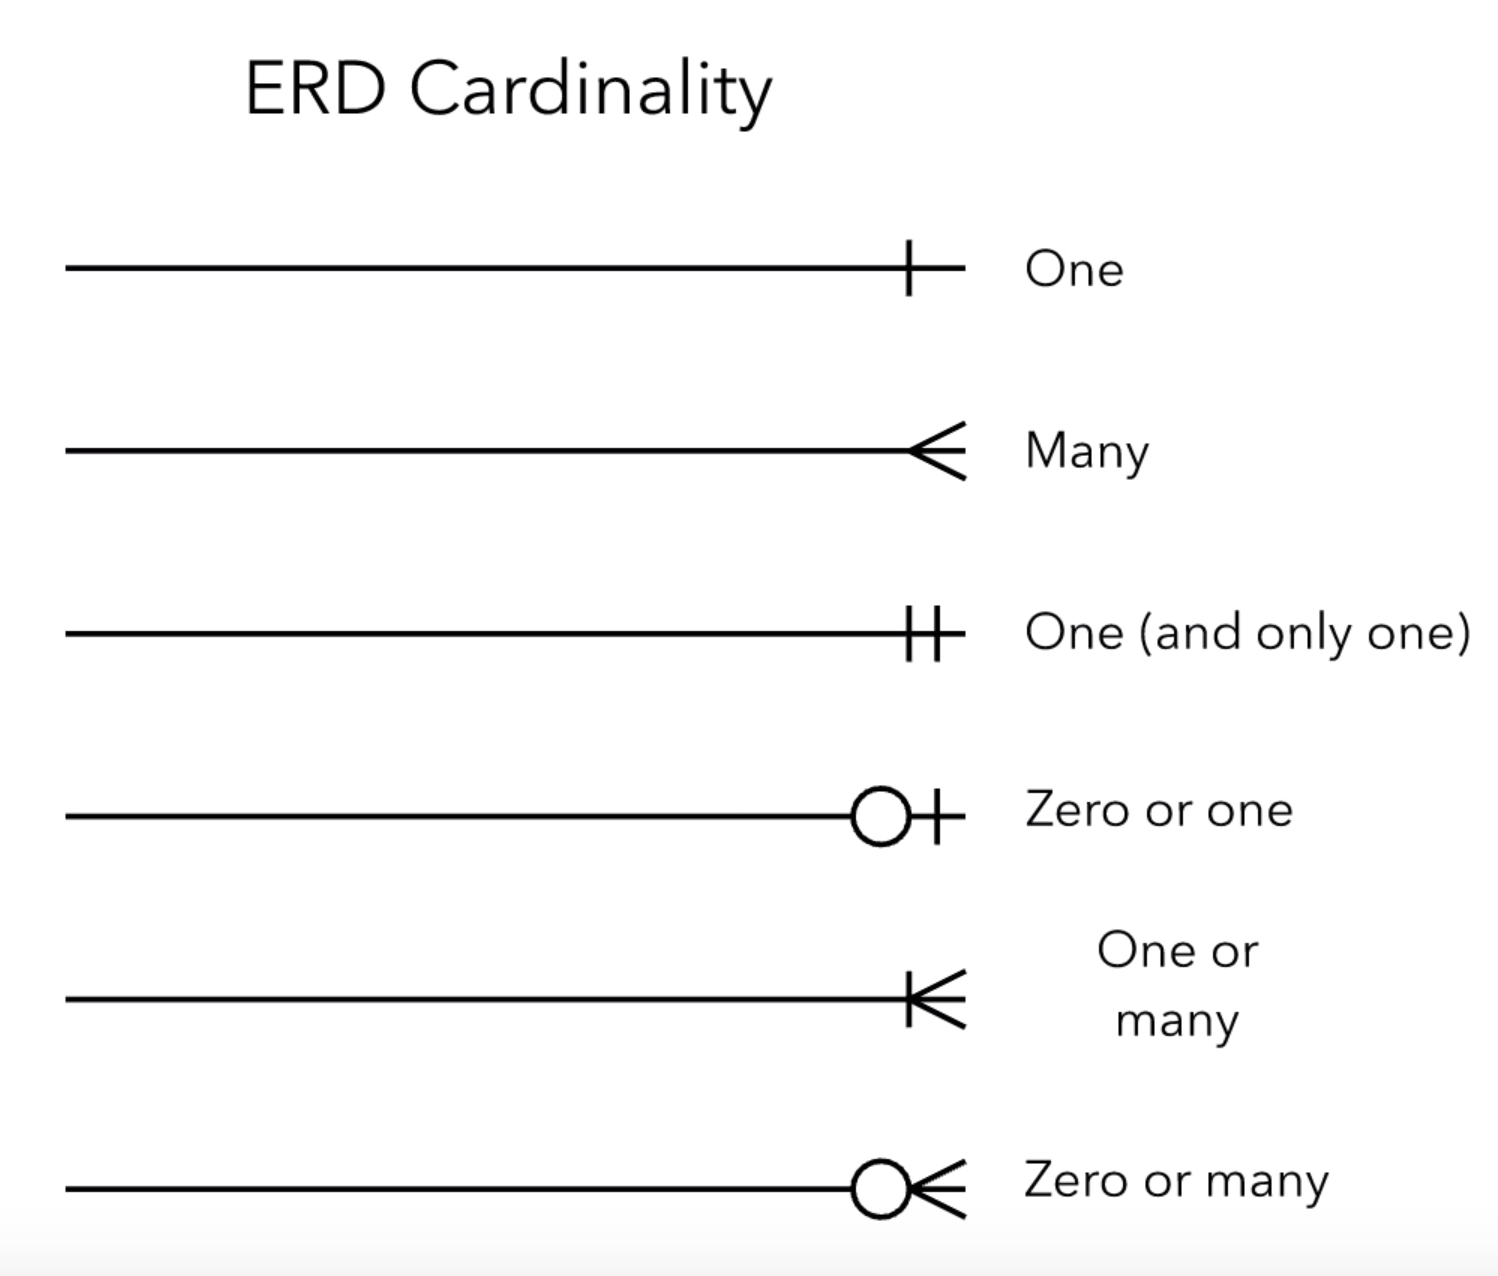 ERD Cardinality
One
Many
One (and only one)
Zero or one
One or
many
Zero or many